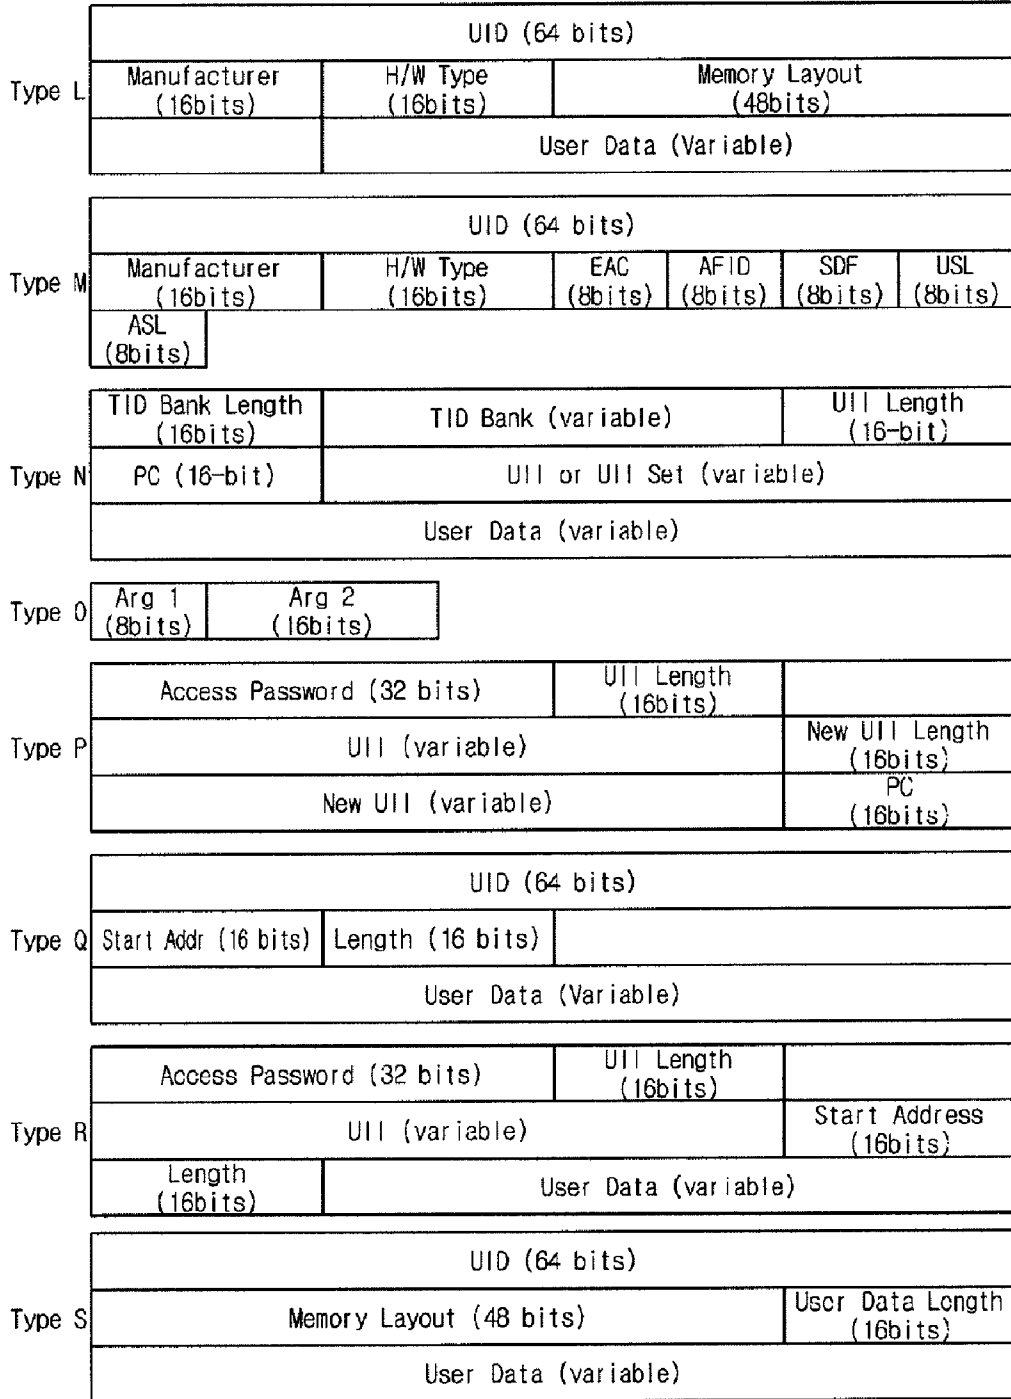 UID (64 bits)
Type L
Manufacturer
(16bits)
H/W Type
(16bits)
Memory Layout
(48bits)
User Data (Variable)
UID (64 bits)
Type M
Manufacturer
(16bits)
H/W Type
(16bits)
EAC
(8bits)
AFID
(8bits)
SDF
(8bits)
USL
(8bits)
ASL
(8bits)
TID Bank Length
(16bits)
TID Bank (variable)
UII Length
(16-bit)
Type N
PC (16-bit)
UII or UII Set (variable)
User Data (variable)
Type O
Arg 1
(8bits)
Arg 2
(16bits)
Access Password (32 bits)
UII Length
(16bits)
Type P
UII (variable)
New UII Length
(16bits)
New UII (variable)
PC
(16bits)
UID (64 bits)
Type Q
Start Addr (16 bits)
Length (16 bits)
User Data (Variable)
Access Password (32 bits)
UII Length
(16bits)
Type R
UII (variable)
Start Address
(16bits)
Length
(16bits)
User Data (variable)
UID (64 bits)
Type S
Memory Layout (48 bits)
User Data Length
(16bits)
User Data (variable)